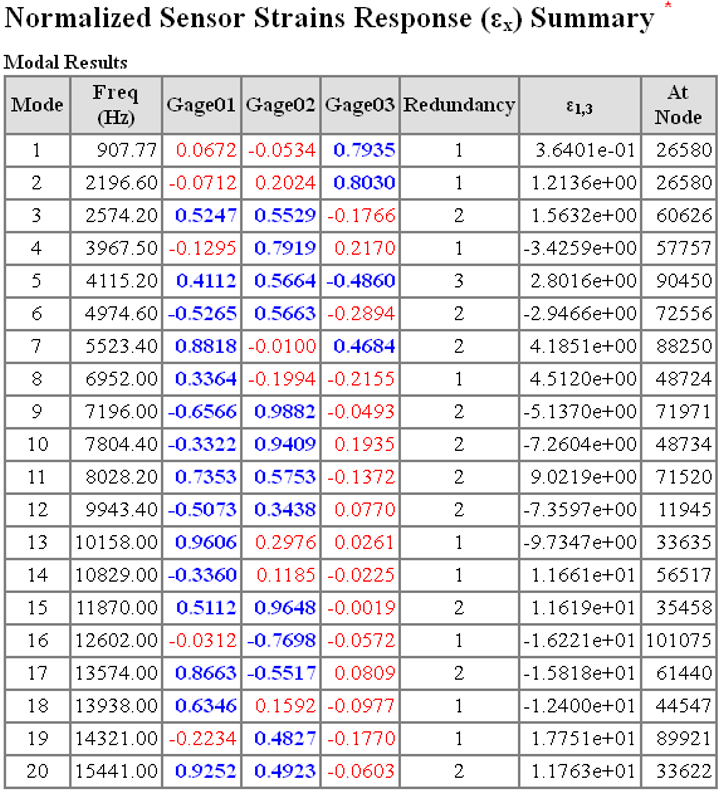 Normalized Sensor Strains Response (εx) Summary *
Modal Results
Mode Freq (Hz) Gage01 Gage02 Gage03 Redundancy ε1,3 At Node
1 907.77 0.0672 -0.0534 0.7935 1 3.6401e-01 26580
2 2196.60 -0.0712 0.2024 0.8030 1 1.2136e+00 26580
3 2574.20 0.5247 0.5529 -0.1766 2 1.5632e+00 60626
4 3967.50 -0.1295 0.7919 0.2170 1 -3.4259e+00 57757
5 4115.20 0.4112 0.5664 -0.4860 3 2.8016e+00 90450
6 4974.60 -0.5265 0.5663 -0.2894 2 -2.9466e+00 72556
7 5523.40 0.8818 -0.0100 0.4684 2 4.1851e+00 88250
8 6952.00 0.3364 -0.1994 -0.2155 1 4.5120e+00 48724
9 7196.00 -0.6566 0.9882 -0.0493 2 -5.1370e+00 71971
10 7804.40 -0.3322 0.9409 0.1935 2 -7.2604e+00 48734
11 8028.20 0.7353 0.5753 -0.1372 2 9.0219e+00 71520
12 9943.40 -0.5073 0.3438 0.0770 2 -7.3597e+00 11945
13 10158.00 0.9606 0.2976 0.0261 1 -9.7347e+00 33635
14 10829.00 -0.3360 0.1185 -0.0225 1 1.1661e+01 56517
15 11870.00 0.5112 0.9648 -0.0019 2 1.1619e+01 35458
16 12602.00 -0.0312 -0.7698 -0.0572 1 -1.6221e+01 101075
17 13574.00 0.8663 -0.5517 0.0809 2 -1.5818e+01 61440
18 13938.00 0.6346 0.1592 -0.0977 1 -1.2400e+01 44547
19 14321.00 -0.2234 0.4827 -0.1770 1 1.7751e+01 89921
20 15441.00 0.9252 0.4923 -0.0603 2 1.1763e+01 33622